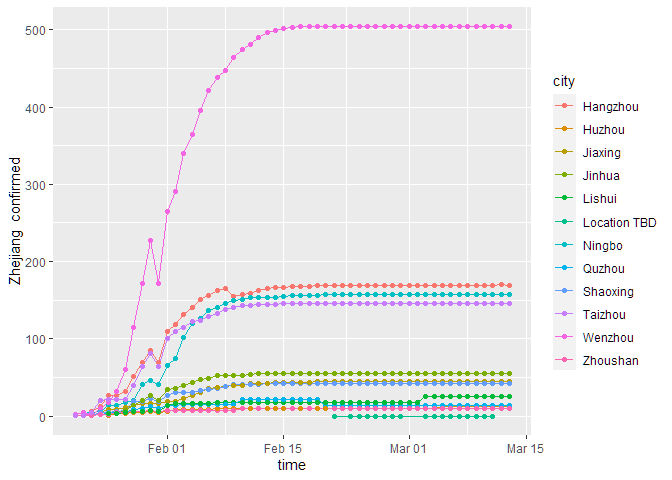 500
400
300
200
100
0
Zhejiang confirmed
Feb 01
Feb 15
Mar 01
Mar 15
time
city
Hangzhou
Huzhou
Jiaxing
Jinhua
Lishui
Location TBD
Ningbo
Quzhou
Shaoxing
Taizhou
Wenzhou
Zhoushan